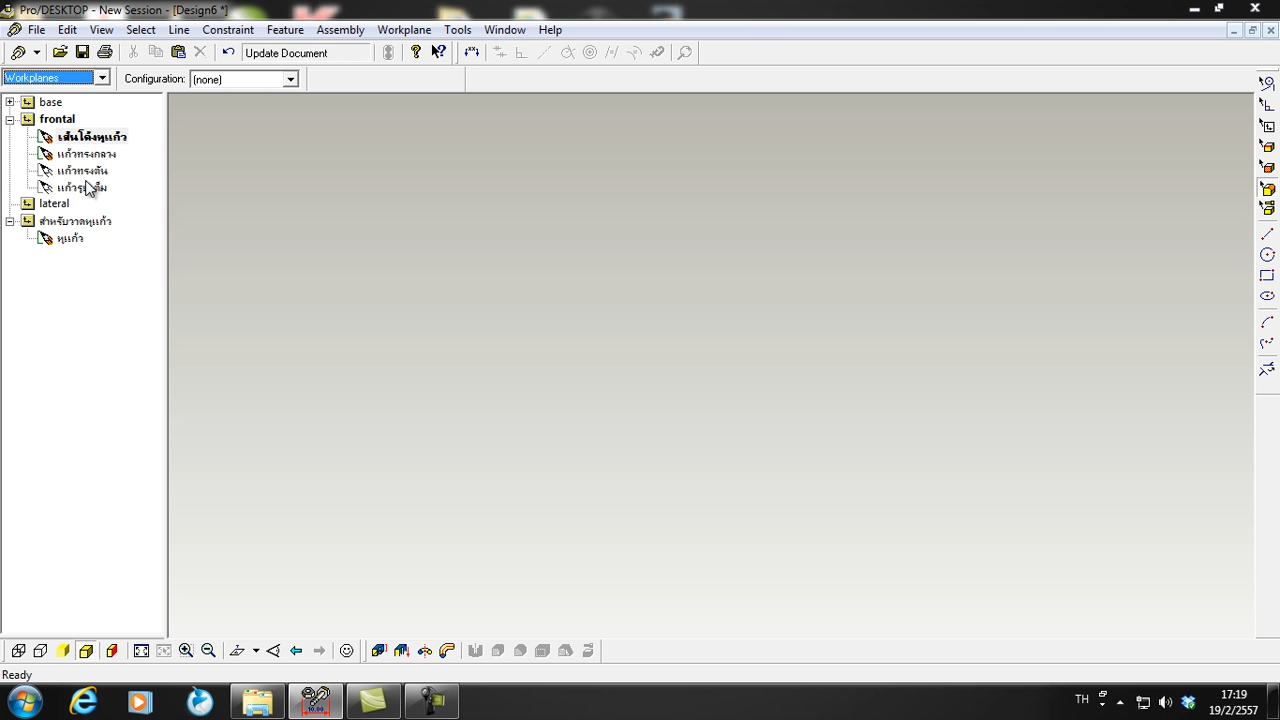 Pro/DESKTOP - New Session - [Design6 *]
File Edit View Select Line Constraint Feature Assembly Workplane Tools Window Help
Update Document
Workplanes Configuration: (none)
base
frontal
เส้นโค้งหูแก้ว
แก้วทรงกลวง
แก้วทรงตัน
lateral
สำหรับวาดหูแก้ว
หูแก้ว
Ready
TH
17:19
19/2/2557